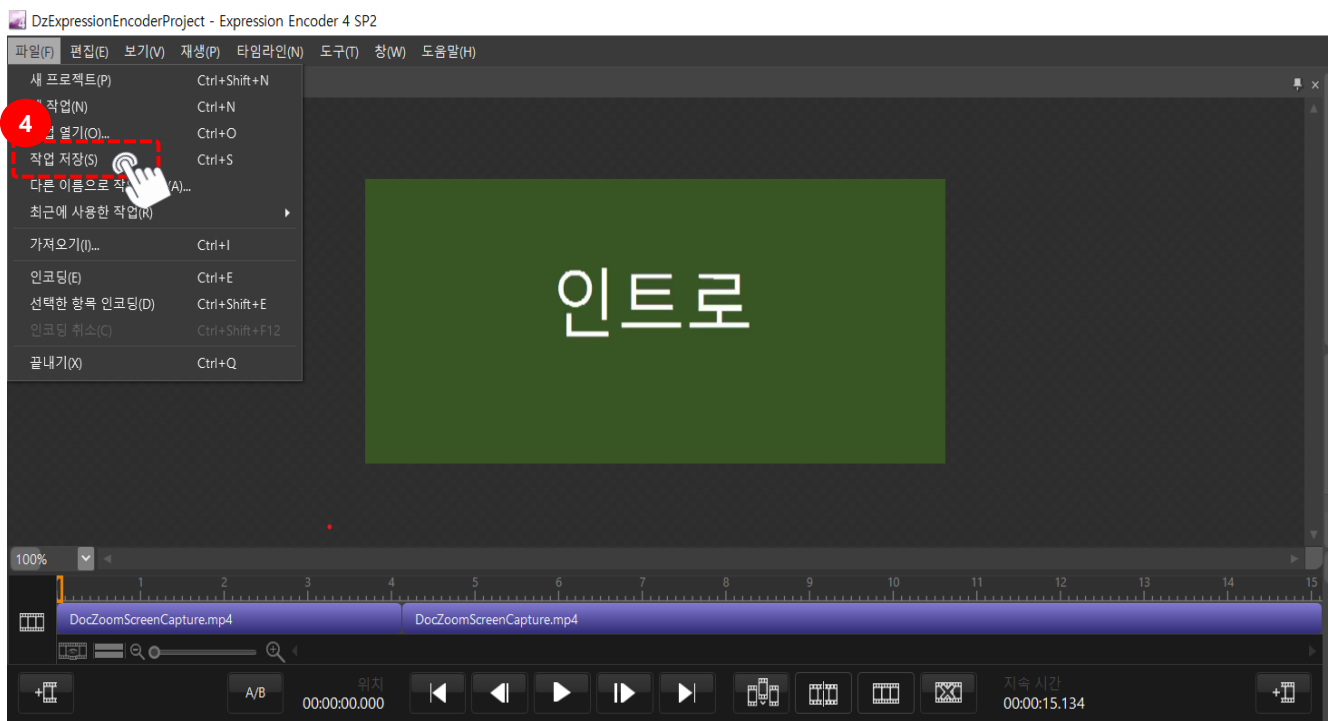 DzExpressionEncoderProject - Expression Encoder 4 SP2
파일(F) 편집(E) 보기(V) 재생(P) 타임라인(N) 도구(T) 창(W) 도움말(H)
새 프로젝트(P) Ctrl+Shift+N
작업(N) Ctrl+N
4
열기(O)... Ctrl+O
작업 저장(S) Ctrl+S
다른 이름으로 (A)...
최근에 사용한 작업(R)
가져오기(I)... Ctrl+I
인코딩(E) Ctrl+E
선택한 항목 인코딩(D) Ctrl+Shift+E
인코딩 취소(C) Ctrl+Shift+F12
끝내기(X) Ctrl+Q
인트로
100%
1 2 3 4 5 6 7 8 9 10 11 12 13 14 15
DocZoomScreenCapture.mp4 DocZoomScreenCapture.mp4
A/B
위치
00:00:00.000
지속 시간
00:00:15.134